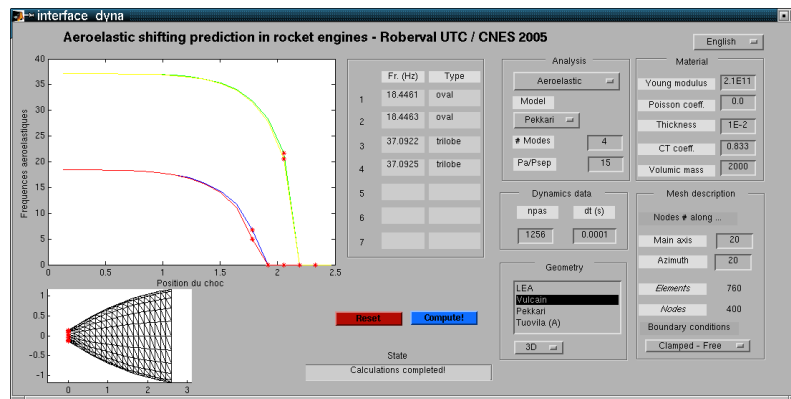 interface_dyna
Aeroelastic shifting prediction in rocket engines - Roberval UTC / CNES 2005
English
40
35
30
25
20
15
10
5
0
Frequences aeroelastiques
0 0.5 1 1.5 2 2.5
Position du choc
Fr. (Hz) Type
1 18.4461 oval
2 18.4463 oval
3 37.0922 trilobe
4 37.0925 trilobe
5
6
7
Analysis
Aeroelastic
Model
Pekkari
# Modes 4
Pa/Psep 15
Material
Young modulus 2.1E11
Poisson coeff. 0.0
Thickness 1E-2
CT coeff. 0.833
Volumic mass 2000
Dynamics data
npas dt (s)
1256 0.0001
Mesh description
Nodes # along ...
Main axis 20
Azimuth 20
Elements 760
Nodes 400
Boundary conditions
Clamped - Free
Geometry
LEA
Vulcain
Pekkari
Tuovila (A)
3D
1
0.5
0
-0.5
-1
0 1 2 3
Reset Compute!
State
Calculations completed!